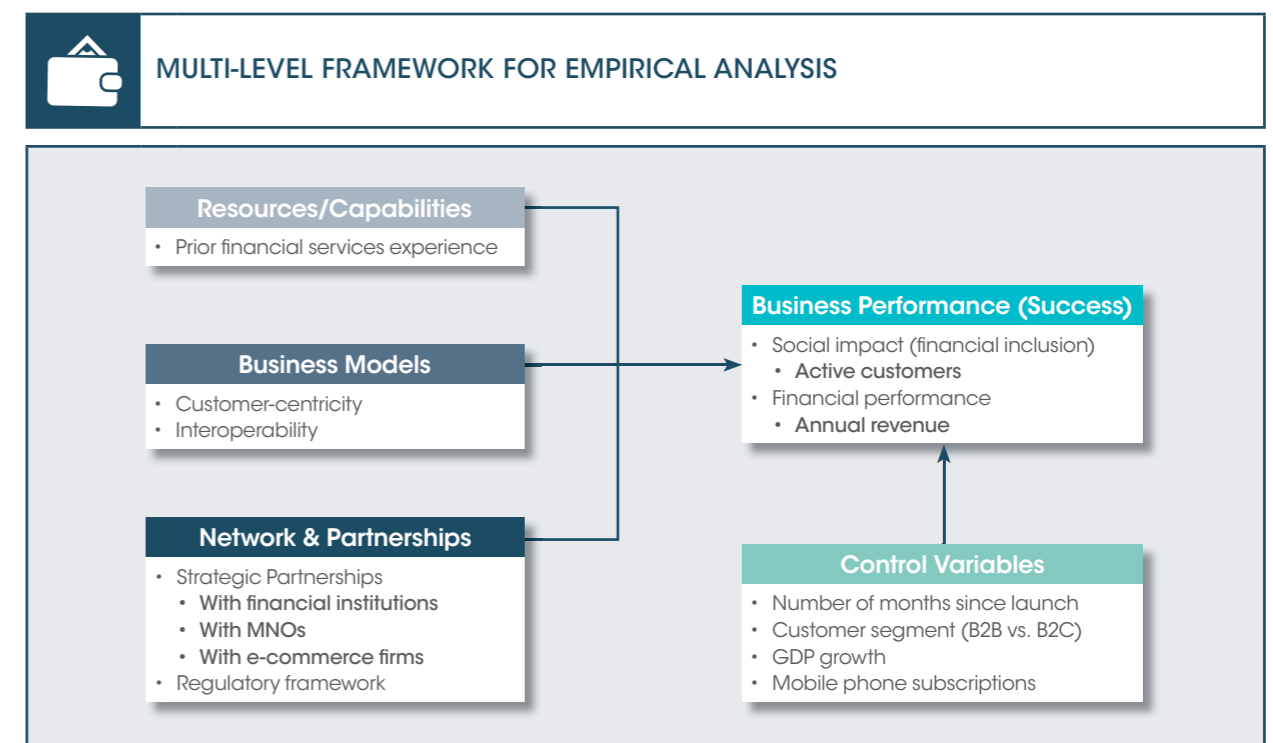 MULTI-LEVEL FRAMEWORK FOR EMPIRICAL ANALYSIS
Resources/Capabilities
• Prior financial services experience
Business Models
• Customer-centricity
• Interoperability
Network & Partnerships
• Strategic Partnerships
• With financial institutions
• With MNOs
• With e-commerce firms
• Regulatory framework
Business Performance (Success)
• Social impact (financial inclusion)
• Active customers
• Financial performance
• Annual revenue
Control Variables
• Number of months since launch
• Customer segment (B2B vs. B2C)
• GDP growth
• Mobile phone subscriptions